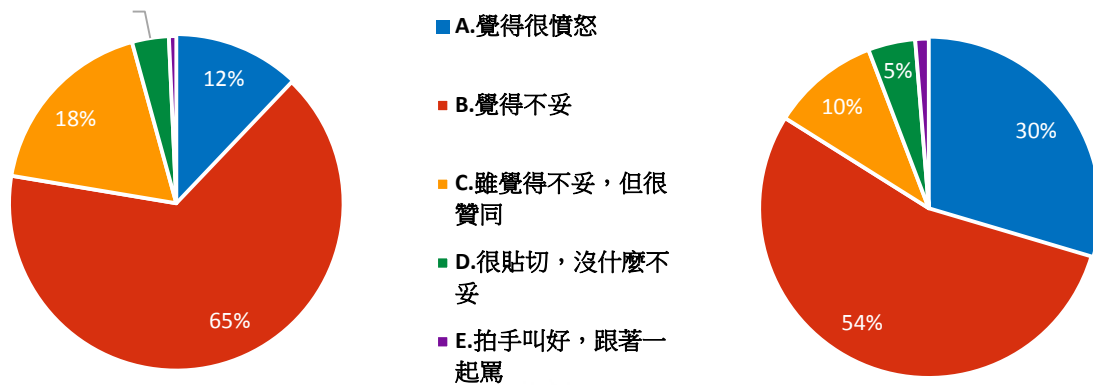 12%
18%
65%
A.覺得很憤怒
B.覺得不妥
C.雖覺得不妥，但很
贊同
D.很貼切，沒什麼不
妥
E.拍手叫好，跟著一
起罵
5%
10%
30%
54%